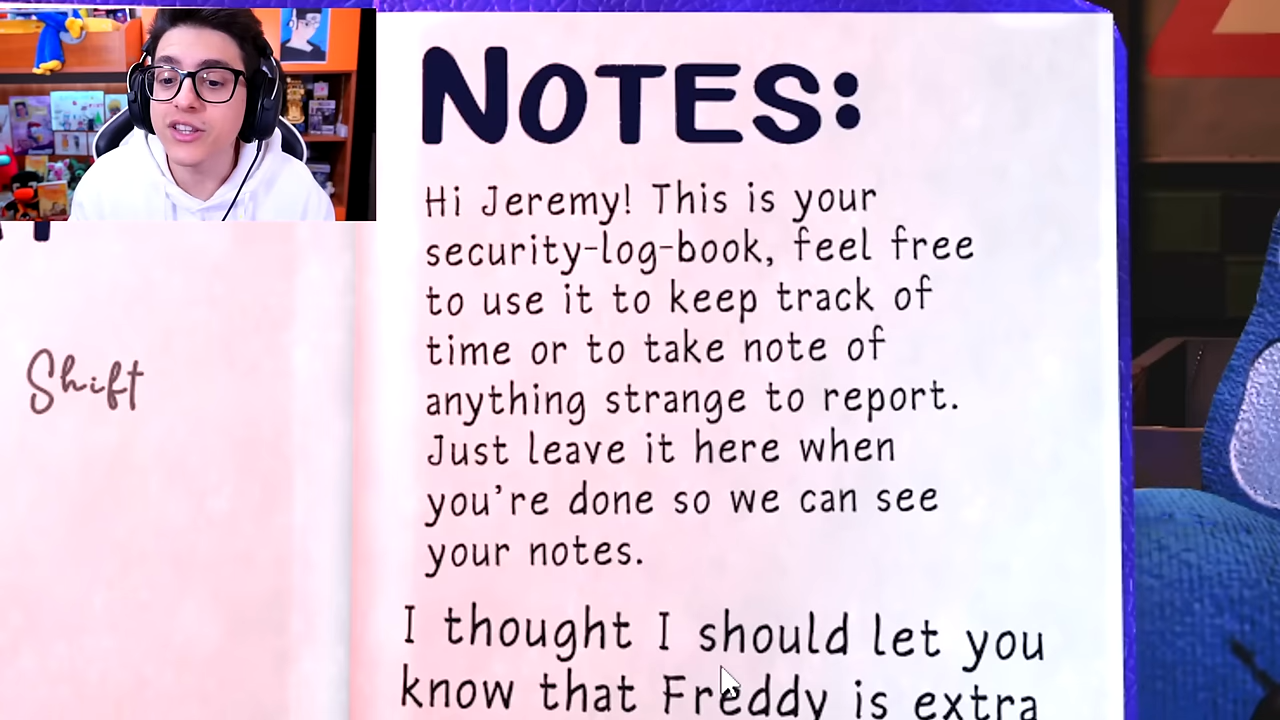 NOTES:
Hi Jeremy! This is your
security-log-book, feel free
to use it to keep track of
time or to take note of
anything strange to report.
Just leave it here when
you're done so we can see
your notes.
I thought I should let you
know that Freddy is extra
Shift